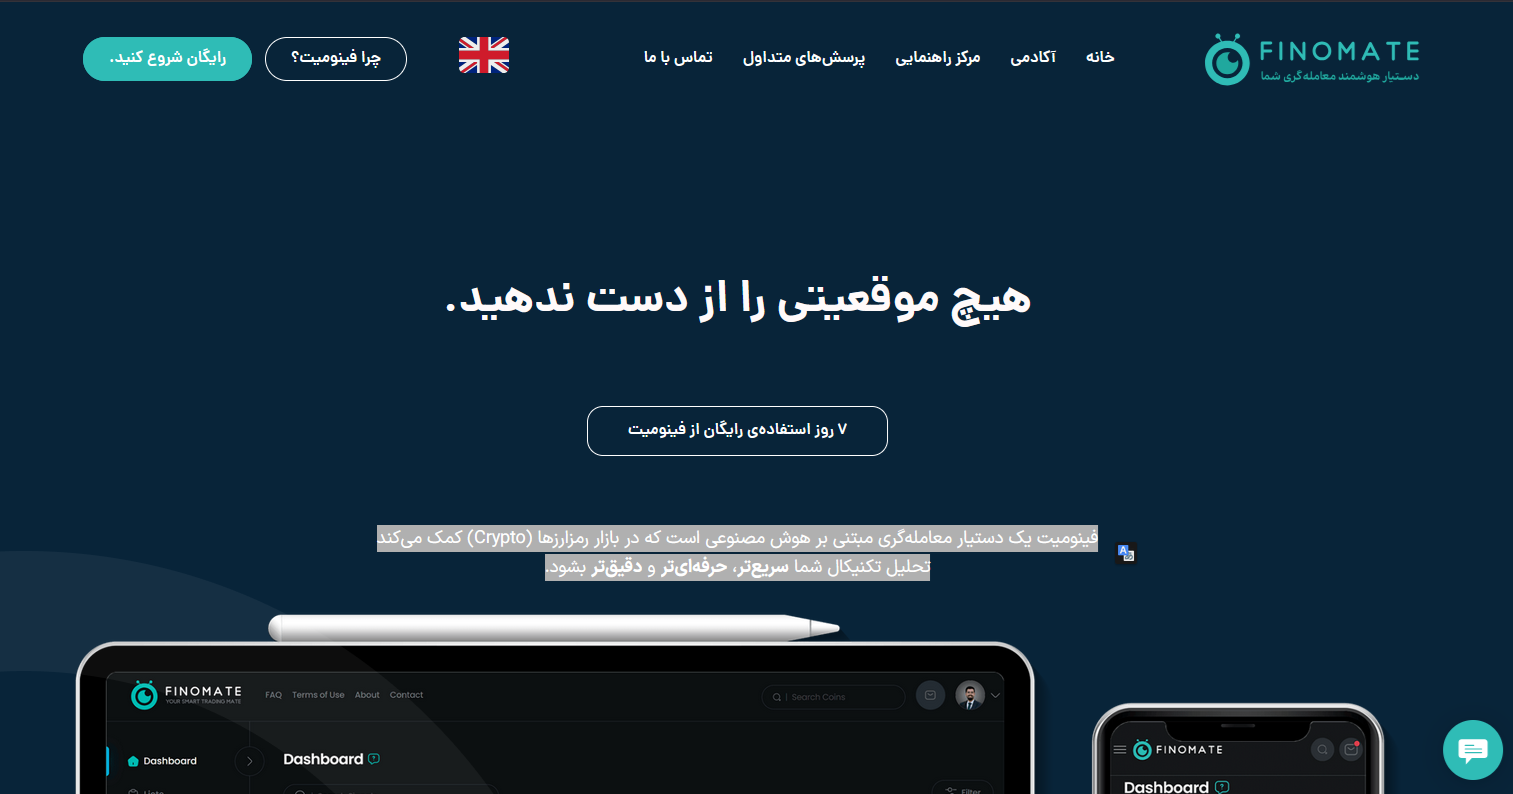 FINOMATE
دستیار هوشمند معامله‌گری شما
خانه
آکادمی
مرکز راهنمایی
پرسش‌های متداول
تماس با ما
چرا فینومیت؟
رایگان شروع کنید.
هیچ موقعیتی را از دست ندهید.
۷ روز استفاده‌ی رایگان از فینومیت
فینومیت یک دستیار معامله‌گری مبتنی بر هوش مصنوعی است که در بازار رمزارزها (Crypto) کمک می‌کند
تحلیل تکنیکال شما سریع‌تر، حرفه‌ای‌تر و دقیق‌تر بشود.
FINOMATE
YOUR SMART TRADING MATE
FAQ
Terms of Use
About
Contact
Search Coins
Dashboard
Dashboard
Lists
Filter
FINOMATE
Dashboard